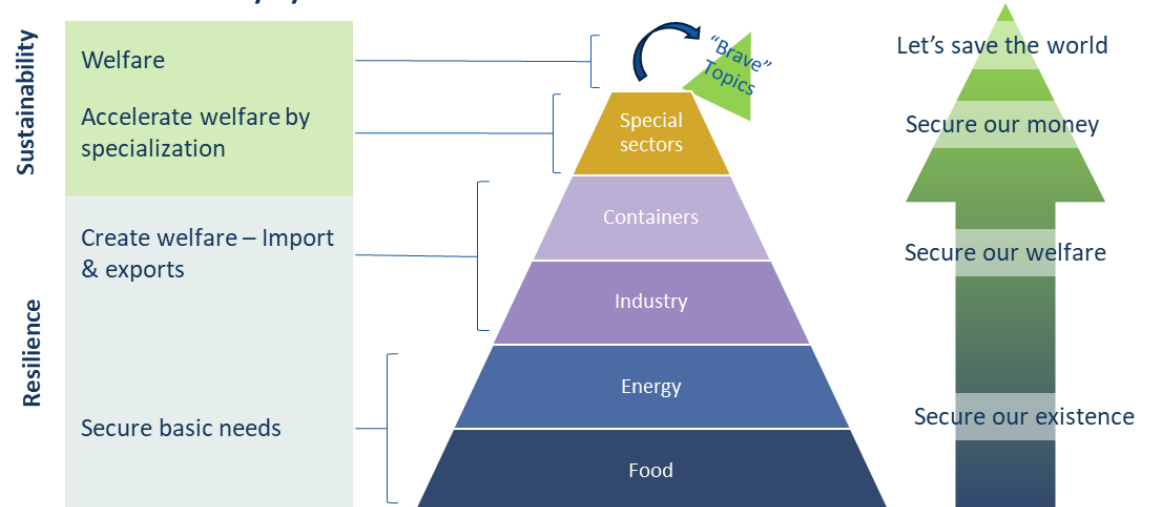 Sustainability
Resilience
Welfare
Accelerate welfare by
specialization
Create welfare – Import
& exports
Secure basic needs
“Brave”
Topics
Special
sectors
Containers
Industry
Energy
Food
Let’s save the world
Secure our money
Secure our welfare
Secure our existence